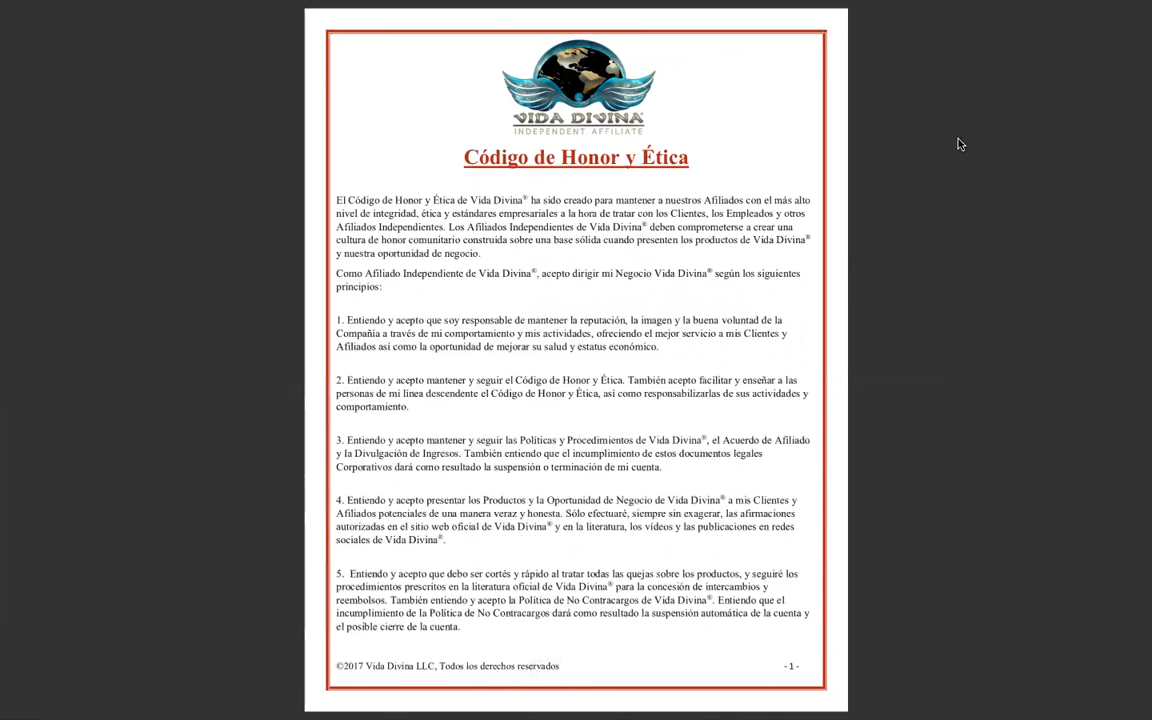 VIDA DIVINA
INDEPENDENT AFFILIATE
Código de Honor y Ética
El Código de Honor y Ética de Vida Divina® ha sido creado para mantener a nuestros Afiliados con el más alto
nivel de integridad, ética y estándares empresariales a la hora de tratar con los Clientes, los Empleados y otros
Afiliados Independientes. Los Afiliados Independientes de Vida Divina® deben comprometerse a crear una
cultura de honor comunitario construida sobre una base sólida cuando presenten los productos de Vida Divina®
y nuestra oportunidad de negocio.
Como Afiliado Independiente de Vida Divina®, acepto dirigir mi Negocio Vida Divina® según los siguientes
principios:
1. Entiendo y acepto que soy responsable de mantener la reputación, la imagen y la buena voluntad de la
Compañia a través de mi comportamiento y mis actividades, ofreciendo el mejor servicio a mis Clientes y
Afiliados así como la oportunidad de mejorar su salud y estatus económico.
2. Entiendo y acepto mantener y seguir el Código de Honor y Ética. También acepto facilitar y enseñar a las
personas de mi línea descendente el Código de Honor y Ética, así como responsabilizarlas de sus actividades y
comportamiento.
3. Entiendo y acepto mantener y seguir las Políticas y Procedimientos de Vida Divina®, el Acuerdo de Afiliado
y la Divulgación de Ingresos. También entiendo que el incumplimiento de estos documentos legales
Corporativos dará como resultado la suspensión o terminación de mi cuenta.
4. Entiendo y acepto presentar los Productos y la Oportunidad de Negocio de Vida Divina® a mis Clientes y
Afiliados potenciales de una manera veraz y honesta. Sólo efectuaré, siempre sin exagerar, las afirmaciones
autorizadas en el sitio web oficial de Vida Divina® y en la literatura, los vídeos y las publicaciones en redes
sociales de Vida Divina®.
5. Entiendo y acepto que debo ser cortés y rápido al tratar todas las quejas sobre los productos, y seguiré los
procedimientos prescritos en la literatura oficial de Vida Divina® para la concesión de intercambios y
reembolsos. También entiendo y acepto la Política de No Contracargos de Vida Divina®. Entiendo que el
incumplimiento de la Política de No Contracargos dará como resultado la suspensión automática de la cuenta y
el posible cierre de la cuenta.
©2017 Vida Divina LLC, Todos los derechos reservados - 1 -